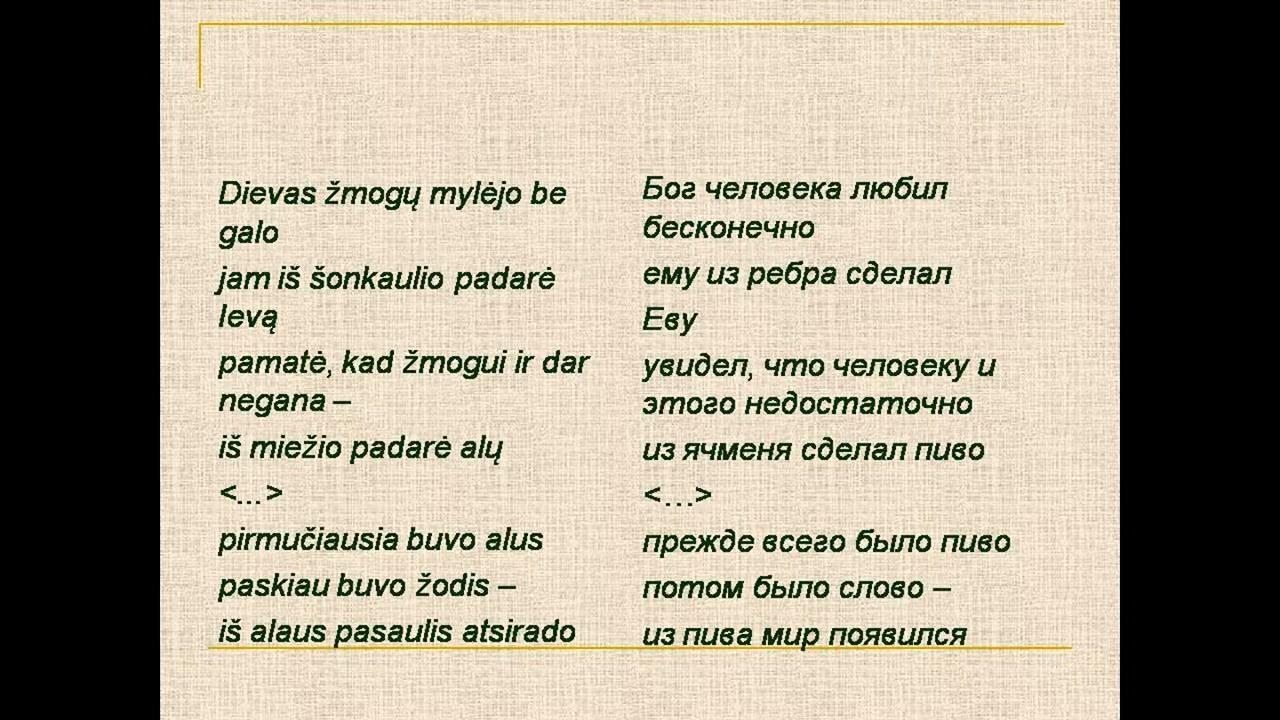 Dievas žmogų mylėjo be
galo
jam iš šonkaulio padarė
Ievą
pamatė, kad žmogui ir dar
negana –
iš miežio padarė alų
<...>
pirmučiausia buvo alus
paskiau buvo žodis –
iš alaus pasaulis atsirado
Бог человека любил
бесконечно
ему из ребра сделал
Еву
увидел, что человеку и
этого недостаточно
из ячменя сделал пиво
<...>
прежде всего было пиво
потом было слово –
из пива мир появился